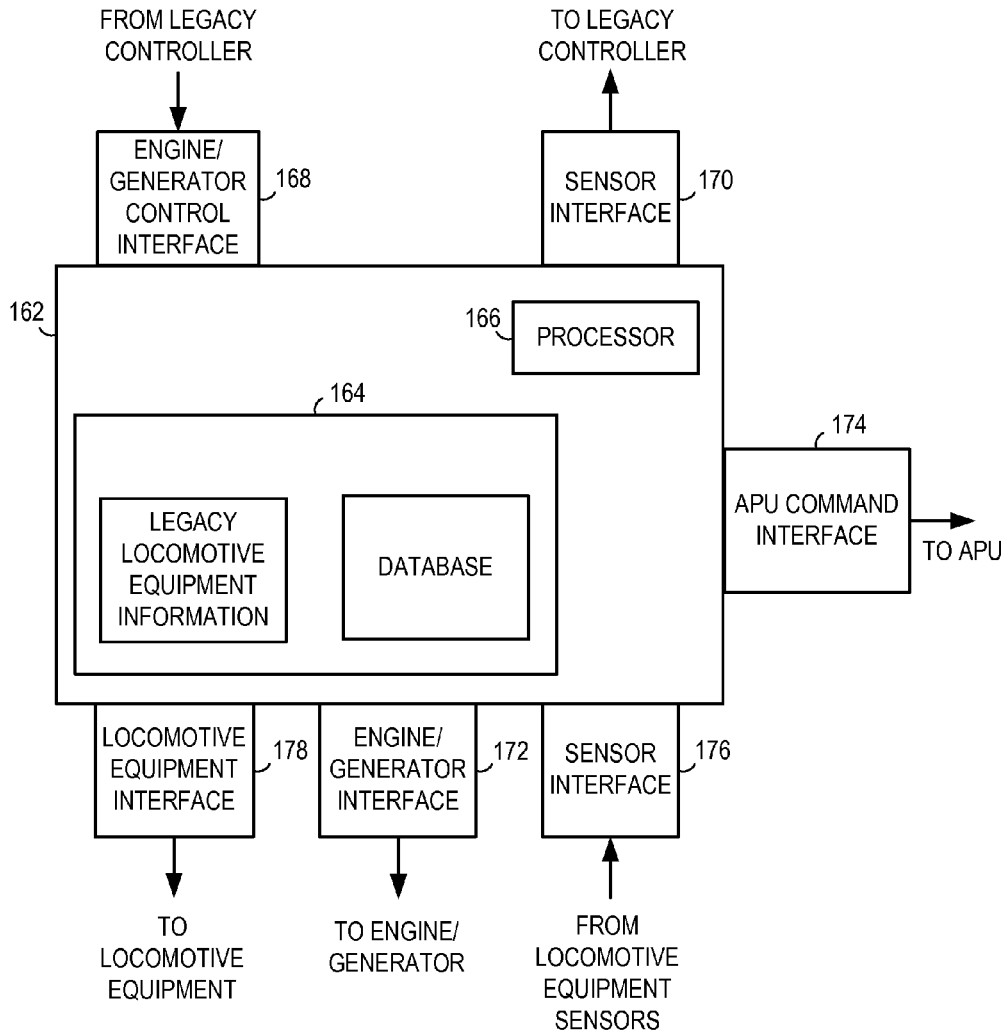 FROM LEGACY
CONTROLLER
TO LEGACY
CONTROLLER
ENGINE/
GENERATOR
CONTROL
INTERFACE
168
SENSOR
INTERFACE
170
162
166
PROCESSOR
164
174
LEGACY
LOCOMOTIVE
EQUIPMENT
INFORMATION
DATABASE
APU COMMAND
INTERFACE
TO APU
LOCOMOTIVE
EQUIPMENT
INTERFACE
178
ENGINE/
GENERATOR
INTERFACE
172
SENSOR
INTERFACE
176
TO
LOCOMOTIVE
EQUIPMENT
TO ENGINE/
GENERATOR
FROM
LOCOMOTIVE
EQUIPMENT
SENSORS